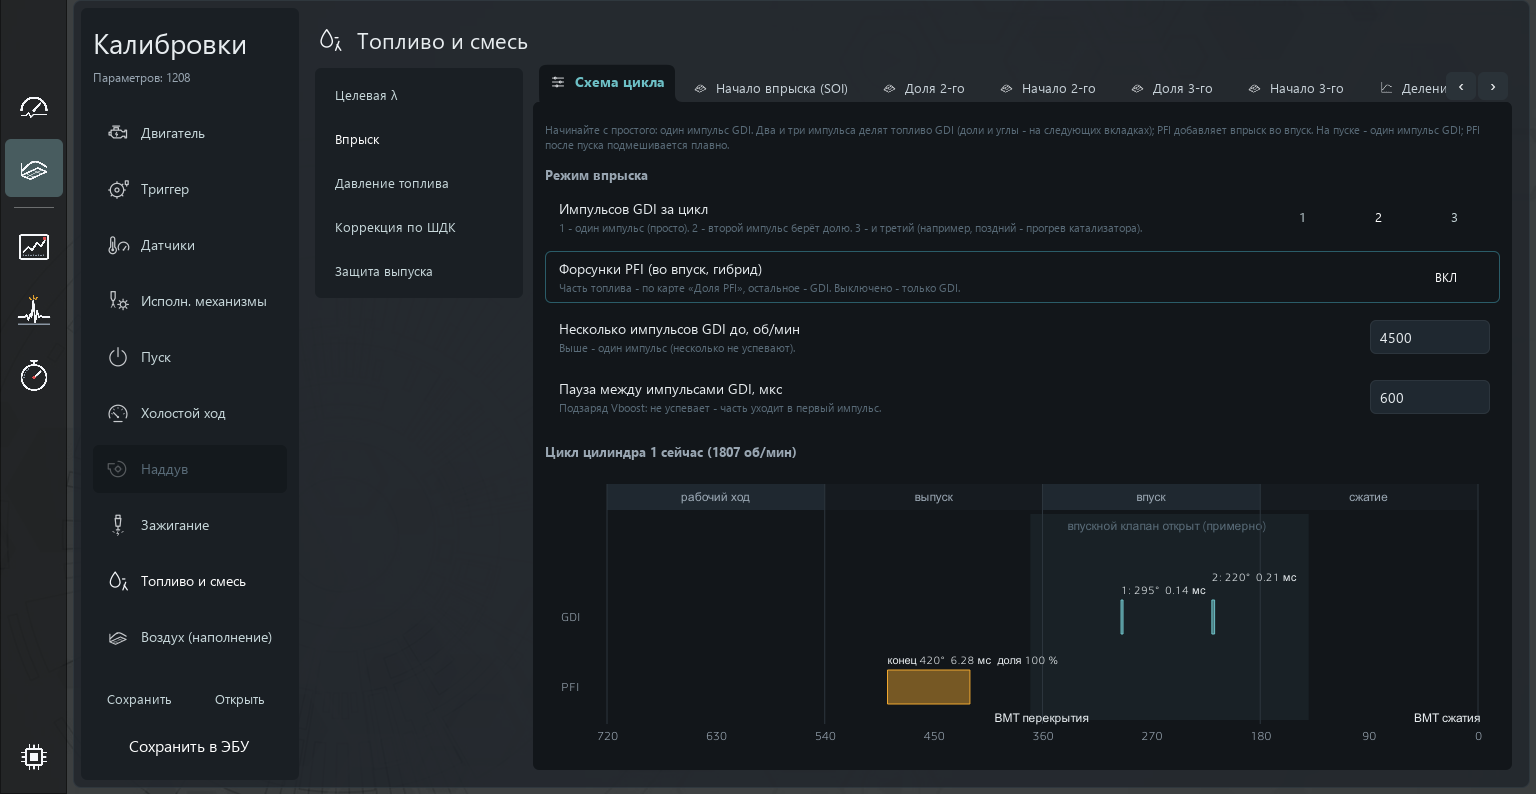 Калибровки
Параметров: 1208
Двигатель
Триггер
Датчики
Исполн. механизмы
Пуск
Холостой ход
Наддув
Зажигание
Топливо и смесь
Воздух (наполнение)
Сохранить
Открыть
Сохранить в ЭБУ
Топливо и смесь
Целевая λ
Впрыск
Давление топлива
Коррекция по ШДК
Защита выпуска
Схема цикла
Начало впрыска (SOI)
Доля 2-го
Начало 2-го
Доля 3-го
Начало 3-го
Делени
Начинайте с простого: один импульс GDI. Два и три импульса делят топливо GDI (доли и углы - на следующих вкладках); PFI добавляет впрыск во впуск. На пуске - один импульс GDI; PFI
после пуска подмешивается плавно.
Режим впрыска
Импульсов GDI за цикл
1 - один импульс (просто). 2 - второй импульс берёт долю. 3 - и третий (например, поздний - прогрев катализатора).
1 2 3
Форсунки PFI (во впуск, гибрид)
Часть топлива - по карте «Доля PFI», остальное - GDI. Выключено - только GDI.
ВКЛ
Несколько импульсов GDI до, об/мин
Выше - один импульс (несколько не успевают).
4500
Пауза между импульсами GDI, мкс
Подзаряд Vboost: не успевает - часть уходит в первый импульс.
600
Цикл цилиндра 1 сейчас (1807 об/мин)
рабочий ход выпуск впуск сжатие
впускной клапан открыт (примерно)
2: 220° 0.21 мс
1: 295° 0.14 мс
GDI
конец 420° 6.28 мс доля 100 %
PFI
ВМТ перекрытия ВМТ сжатия
720 630 540 450 360 270 180 90 0